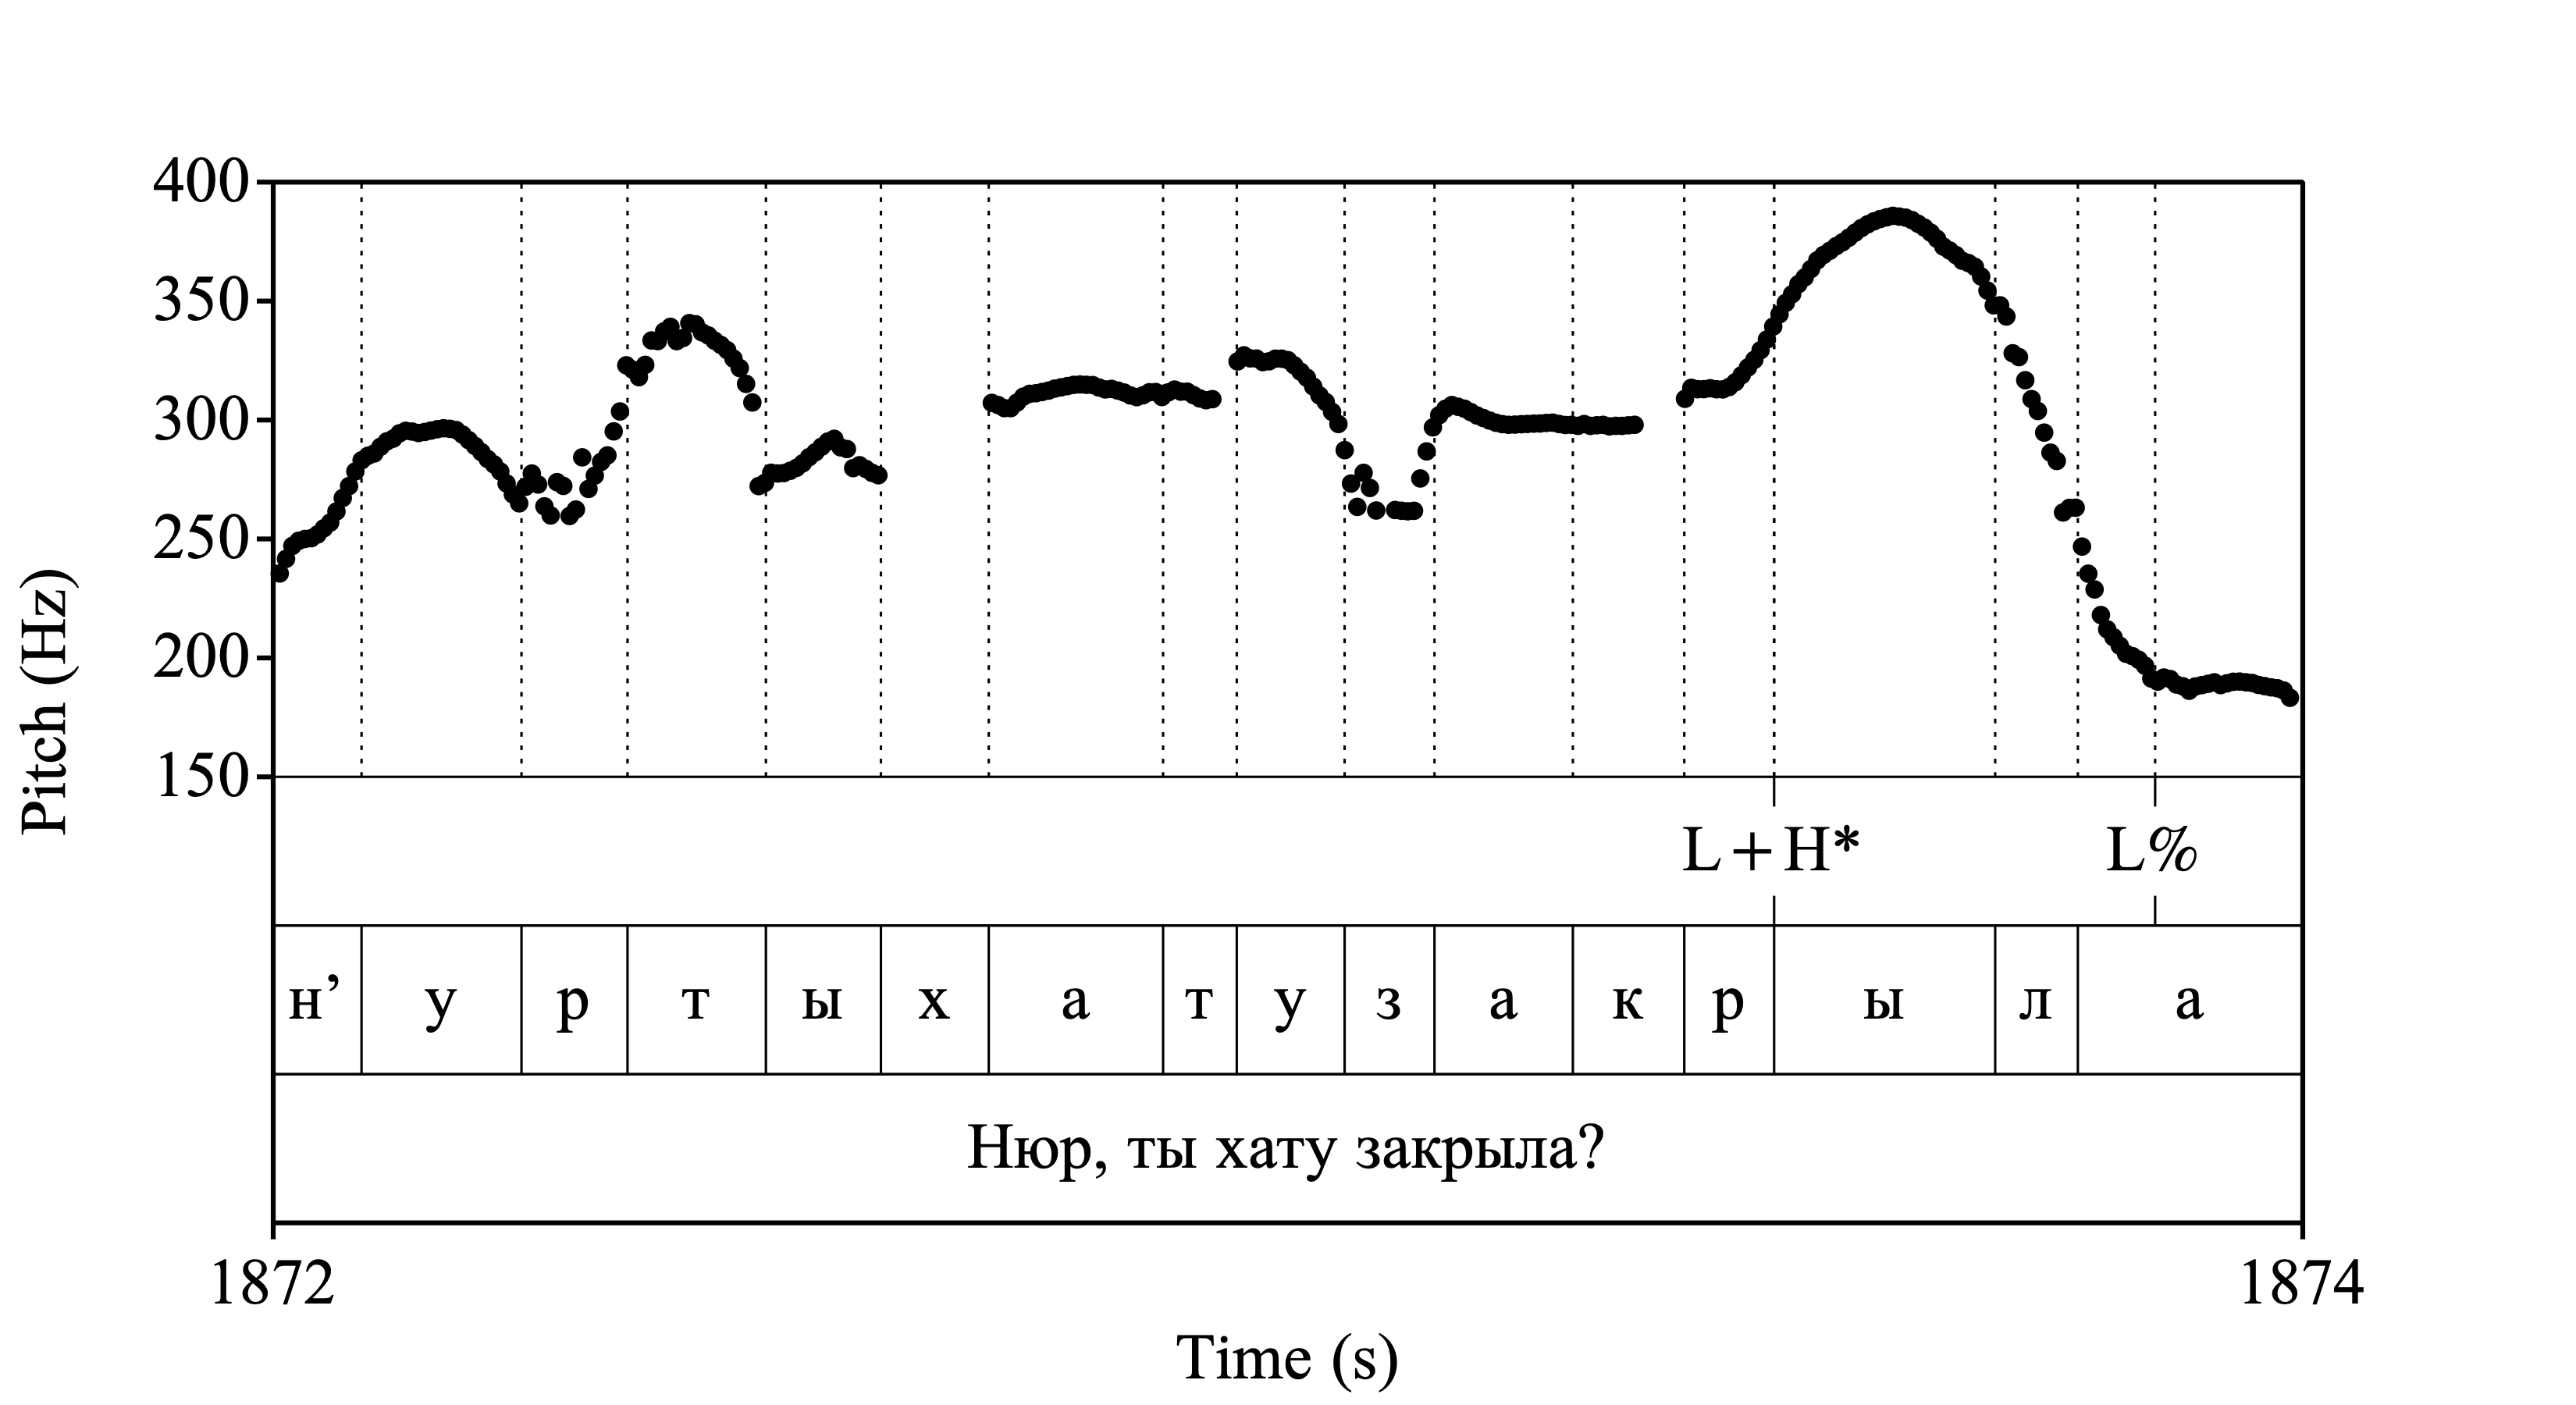 400
350
300
250
200
150
Pitch (Hz)
L+H* L%
н’ у р т ы х а т у з а к р ы л а
Нюр, ты хату закрыла?
1872 1874
Time (s)